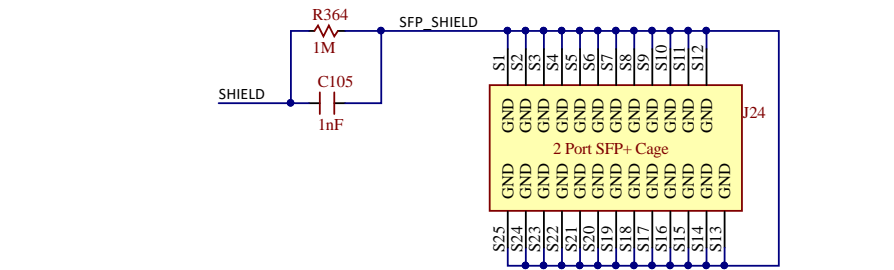 R364
SFP_SHIELD
1M
S1 S2 S3 S4 S5 S6 S7 S8 S9 S10 S11 S12
C105
SHIELD
1nF
GND GND GND GND GND GND GND GND GND GND GND GND
J24
2 Port SFP+ Cage
GND GND GND GND GND GND GND GND GND GND GND GND GND
S25 S24 S23 S22 S21 S20 S19 S18 S17 S16 S15 S14 S13